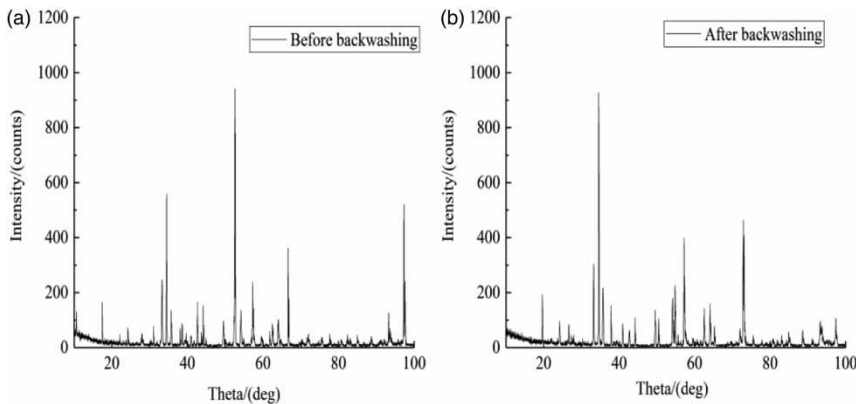 (a)
1200
1000
800
600
400
200
0
Intensity/(counts)
Before backwashing
20 40 60 80 100
Theta/(deg)
(b)
1200
1000
800
600
400
200
0
Intensity/(counts)
After backwashing
20 40 60 80 100
Theta/(deg)